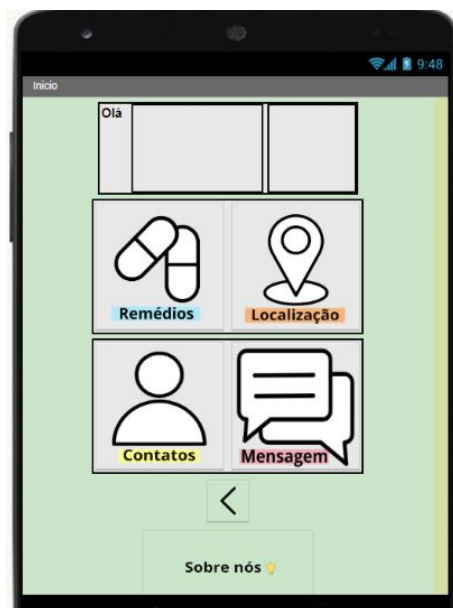 9:48
Inicio
Olá
Remédios
Localização
Contatos
Mensagem
Sobre nós